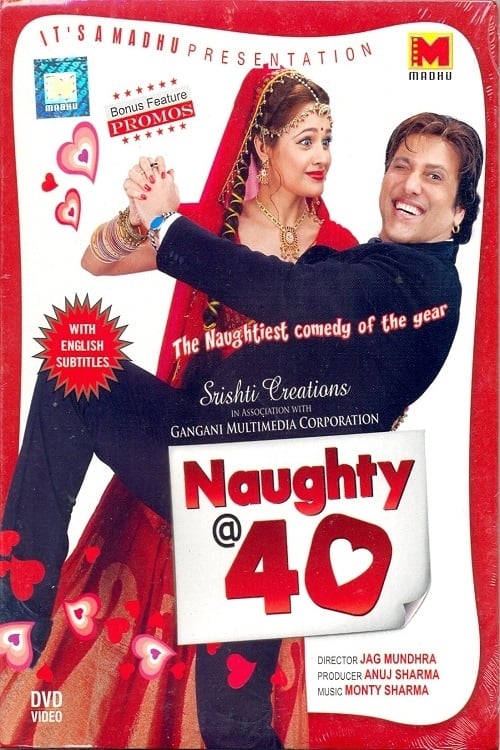 IT'S A MADHU PRESENTATION
MADHU
MADHU
Bonus Feature
PROMOS
The Naughtiest comedy of the year
WITH
ENGLISH
SUBTITLES
Srishti Creations
IN ASSOCIATION WITH
GANGANI MULTIMEDIA CORPORATION
Naughty
@
40
DIRECTOR JAG MUNDHRA
PRODUCER ANUJ SHARMA
MUSIC MONTY SHARMA
DVD
VIDEO